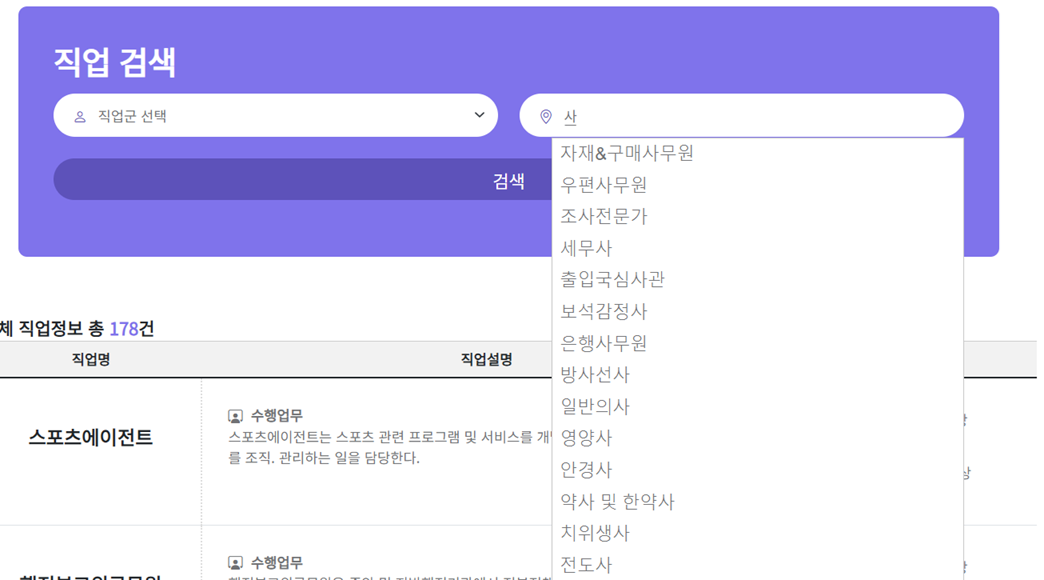 직업 검색
직업군 선택
사
검색
자재&구매사무원
우편사무원
조사전문가
세무사
출입국심사관
보석감정사
은행사무원
방사선사
일반의사
영양사
안경사
약사 및 한약사
치위생사
전도사
체 직업정보 총 178건
직업명 직업설명
스포츠에이전트
수행업무
스포츠에이전트는 스포츠 관련 프로그램 및 서비스를
를 조직. 관리하는 일을 담당한다.
수행업무